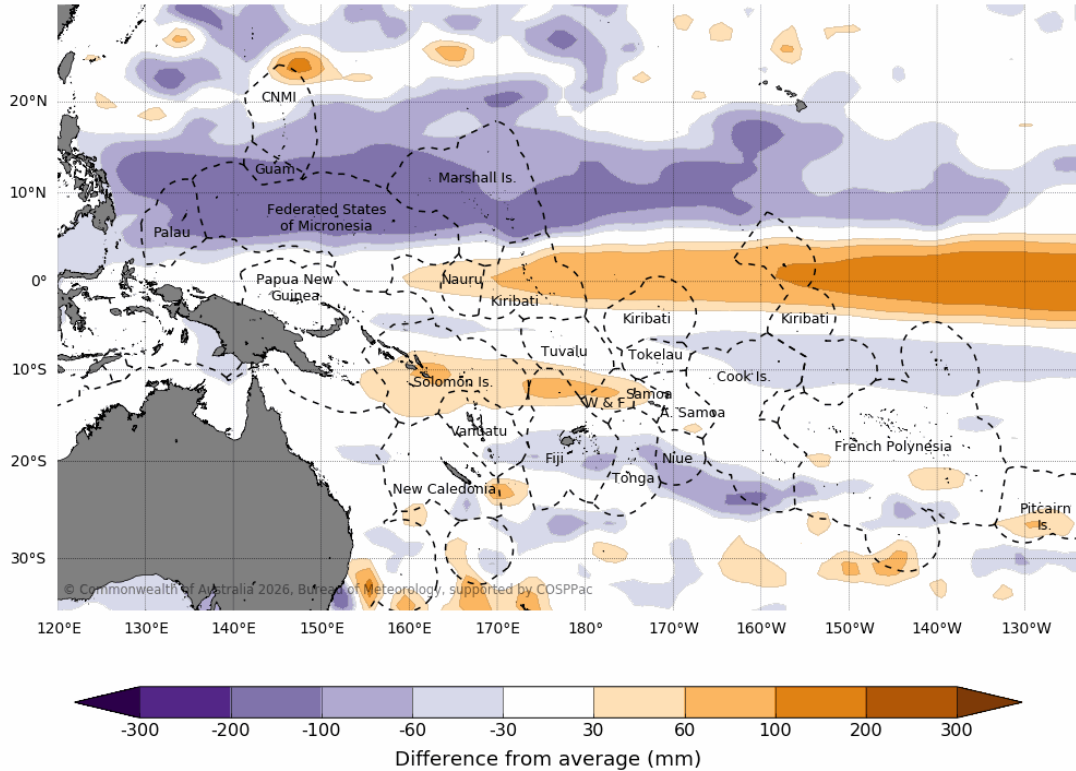 20°N
10°N
0°
10°S
20°S
30°S
CNMI
Guam
Marshall Is.
Federated States
of Micronesia
Palau
Papua New
Guinea
Nauru
Kiribati
Kiribati
Kiribati
Tuvalu
Tokelau
Solomon Is.
Cook Is.
W & F
Samoa
A. Samoa
Vanuatu
French Polynesia
Fiji
Niue
Tonga
New Caledonia
Pitcairn
Is.
© Commonwealth of Australia 2026, Bureau of Meteorology, supported by COSPPac
120°E 130°E 140°E 150°E 160°E 170°E 180° 170°W 160°W 150°W 140°W 130°W
-300 -200 -100 -60 -30 30 60 100 200 300
Difference from average (mm)